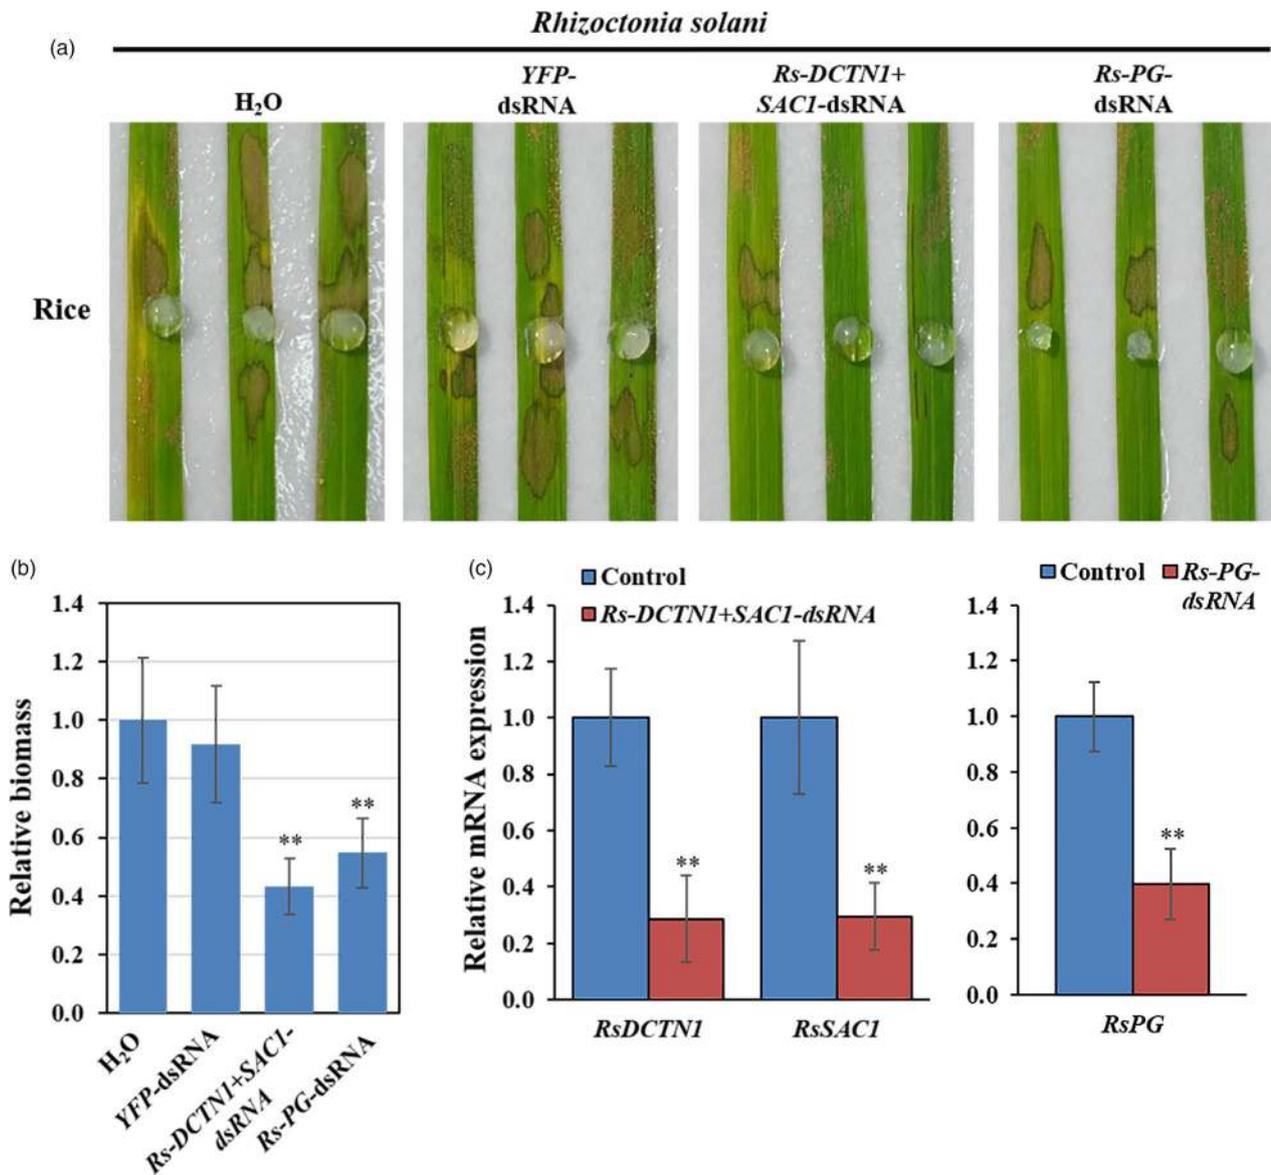 Rhizoctonia solani
(a)
H₂O
YFP-
dsRNA
Rs-DCTN1+
SAC1-dsRNA
Rs-PG-
dsRNA
Rice
(b)
Relative biomass
1.4
1.2
1.0
0.8
0.6
0.4
0.2
0.0
**
**
H₂O
YFP-dsRNA
Rs-DCTN1+SAC1-
dsRNA
Rs-PG-dsRNA
(c)
Control
Rs-DCTN1+SAC1-dsRNA
Relative mRNA expression
1.4
1.2
1.0
0.8
0.6
0.4
0.2
0.0
**
**
RsDCTN1
RsSAC1
Control
Rs-PG-
dsRNA
1.4
1.2
1.0
0.8
0.6
0.4
0.2
0.0
**
RsPG